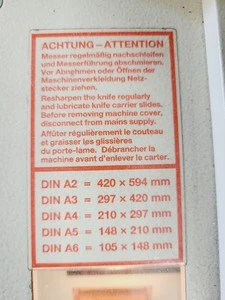 ACHTUNG – ATTENTION
Messer regelmäßig nachschleifen
und Messerführung abschmieren.
Vor Abnehmen oder Öffnen der
Maschinenverkleidung Netz-
stecker ziehen.
Resharpen the knife regularly
and lubricate knife carrier slides.
Before removing machine cover,
disconnect from mains supply.
Affûter régulièrement le couteau
et graisser les glissières
du porte-lame. Débrancher la
machine avant d'enlever le carter.
DIN A2 = 420 × 594 mm
DIN A3 = 297 × 420 mm
DIN A4 = 210 × 297 mm
DIN A5 = 148 × 210 mm
DIN A6 = 105 × 148 mm